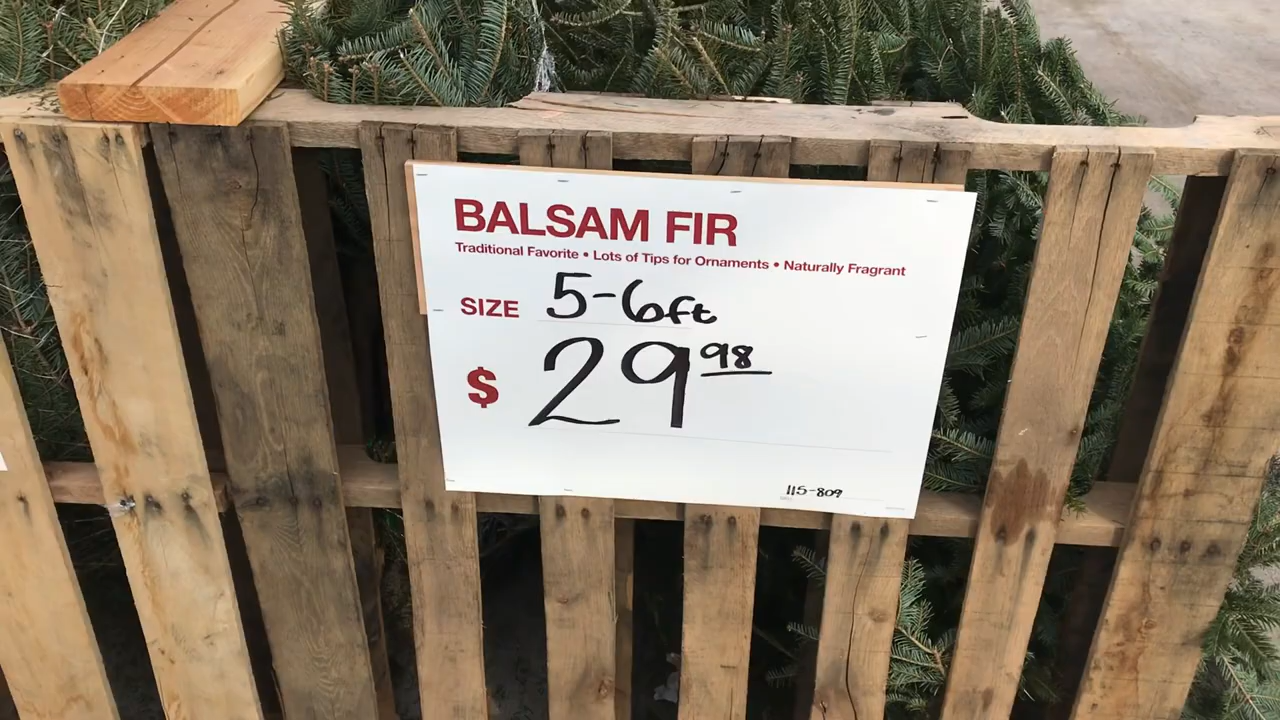 BALSAM FIR
Traditional Favorite • Lots of Tips for Ornaments • Naturally Fragrant
SIZE 5-6ft
$ 29 98
115-809